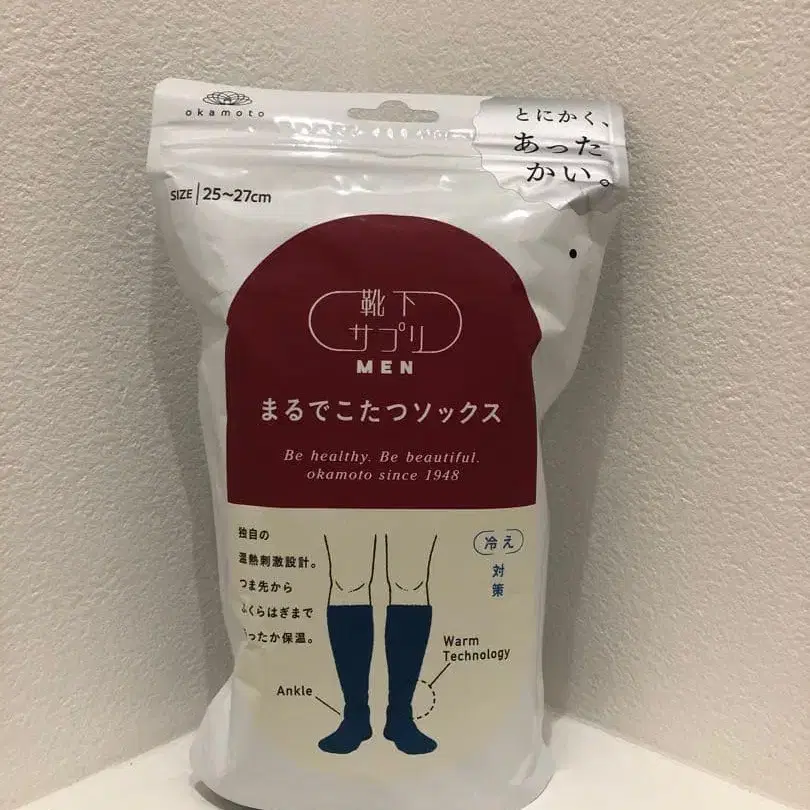 okamoto
とにかく、
あった
かい。
SIZE 25〜27cm
靴下
サプリ
MEN
まるでこたつソックス
Be healthy. Be beautiful.
okamoto since 1948
独自の
温熱刺激設計。
つま先から
ふくらはぎまで
あったか保温。
冷え
対策
Warm
Technology
Ankle